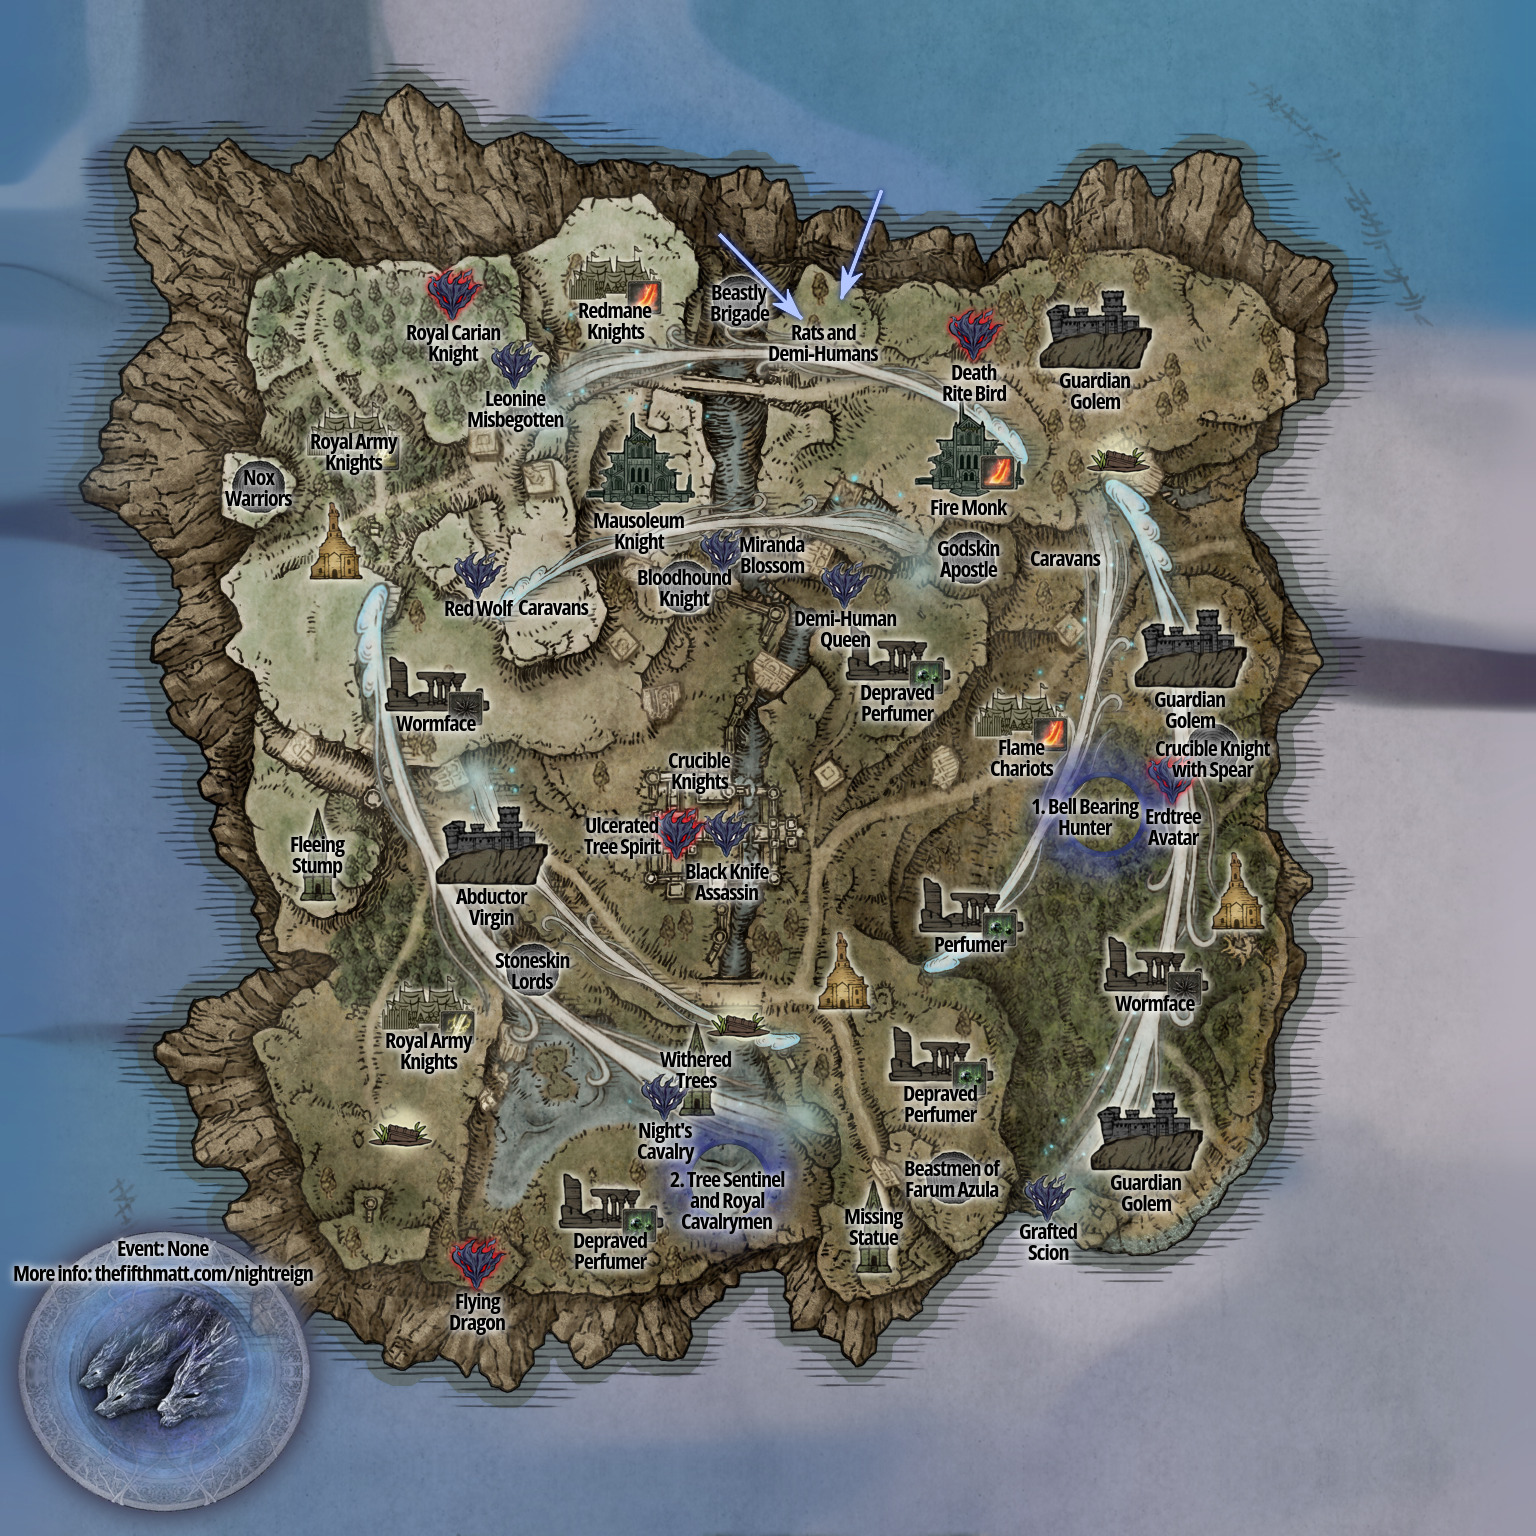 Beastly
Brigade
Redmane
Knights
Rats and
Demi-Humans
Royal Carian
Knight
Death
Rite Bird
Guardian
Golem
Leonine
Misbegotten
Royal Army
Knights
Nox
Warriors
Fire Monk
Mausoleum
Knight
Miranda
Blossom
Godskin
Apostle
Caravans
Bloodhound
Knight
Red Wolf
Caravans
Demi-Human
Queen
Depraved
Perfumer
Guardian
Golem
Wormface
Flame
Chariots
Crucible Knight
with Spear
Crucible
Knights
1. Bell Bearing
Hunter
Erdtree
Avatar
Ulcerated
Tree Spirit
Fleeing
Stump
Black Knife
Assassin
Abductor
Virgin
Perfumer
Stoneskin
Lords
Wormface
Royal Army
Knights
Withered
Trees
Depraved
Perfumer
Night's
Cavalry
Beastmen of
Farum Azula
2. Tree Sentinel
and Royal
Cavalrymen
Guardian
Golem
Missing
Statue
Grafted
Scion
Depraved
Perfumer
Event: None
More info: thefifthmatt.com/nightreign
Flying
Dragon